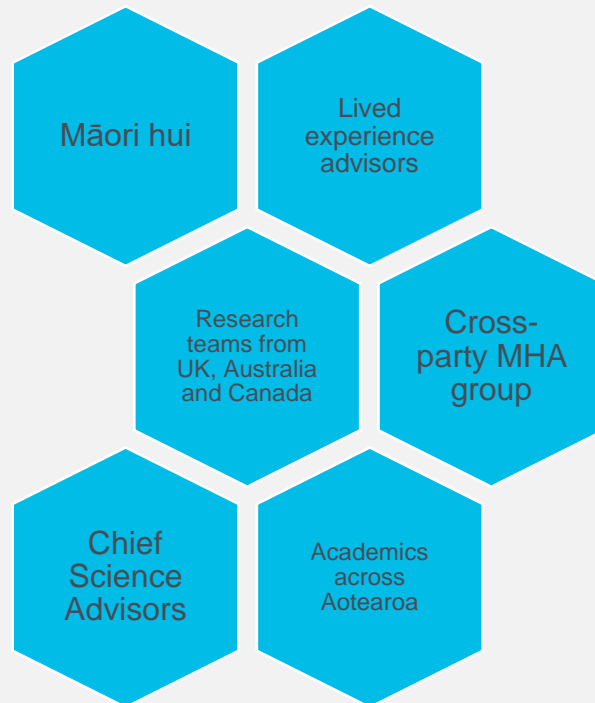 Māori hui
Lived
experience
advisors
Research
teams from
UK, Australia
and Canada
Cross-
party MHA
group
Chief
Science
Advisors
Academics
across
Aotearoa